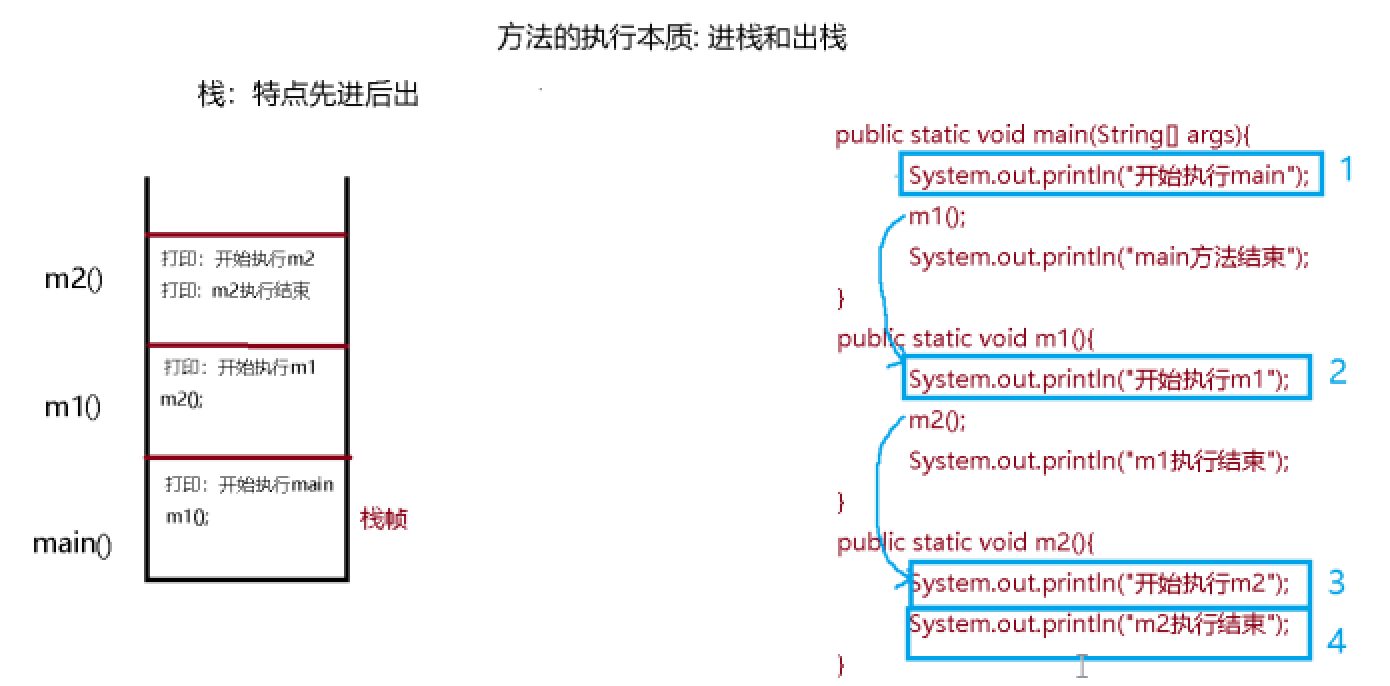 方法的执行本质: 进栈和出栈
栈：特点先进后出
m2()
打印：开始执行m2
打印：m2执行结束
m1()
打印：开始执行m1
m2();
main()
打印：开始执行main
m1();
栈帧
public static void main(String[] args){
System.out.println("开始执行main"); 1
m1();
System.out.println("main方法结束");
}
public static void m1(){
System.out.println("开始执行m1"); 2
m2();
System.out.println("m1执行结束");
}
public static void m2(){
System.out.println("开始执行m2"); 3
System.out.println("m2执行结束"); 4
}